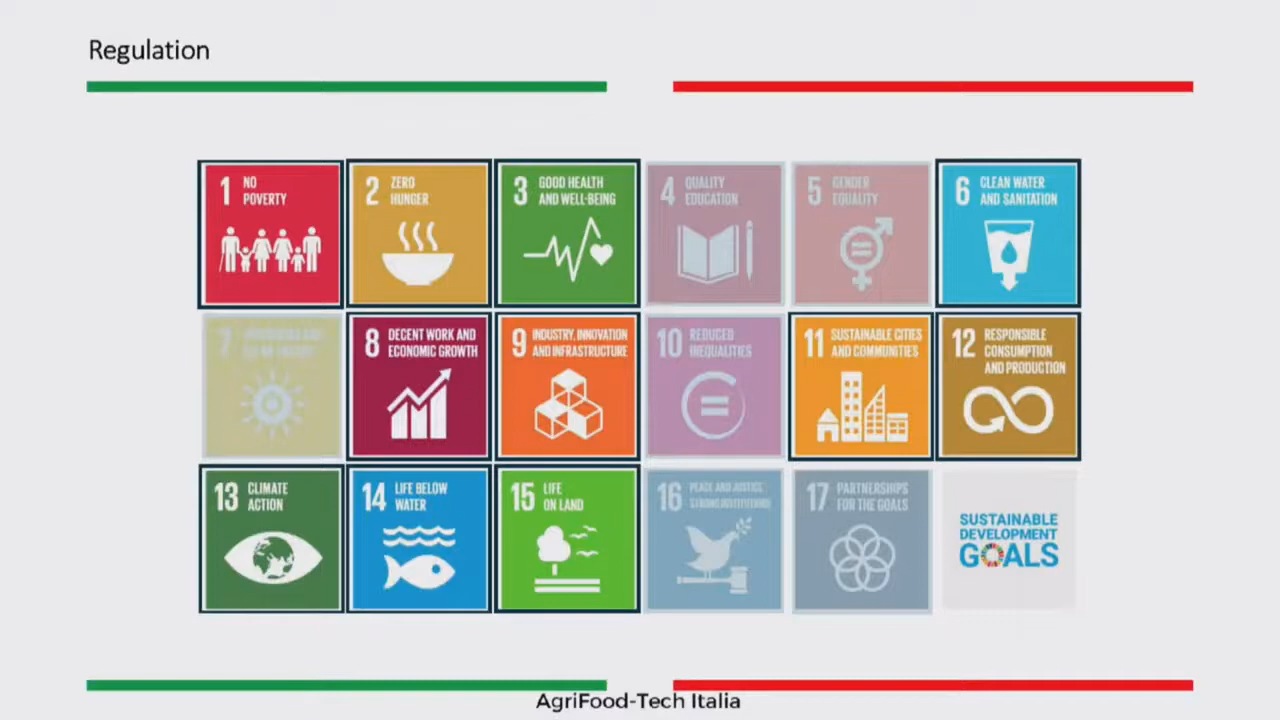 Regulation
1 NO
POVERTY
2 ZERO
HUNGER
3 GOOD HEALTH
AND WELL-BEING
4 QUALITY
EDUCATION
5 GENDER
EQUALITY
6 CLEAN WATER
AND SANITATION
7
8 DECENT WORK AND
ECONOMIC GROWTH
9 INDUSTRY, INNOVATION
AND INFRASTRUCTURE
10 REDUCED
INEQUALITIES
11 SUSTAINABLE CITIES
AND COMMUNITIES
12 RESPONSIBLE
CONSUMPTION
AND PRODUCTION
13 CLIMATE
ACTION
14 LIFE BELOW
WATER
15 LIFE
ON LAND
16 PEACE AND JUSTICE
STRONG INSTITUTIONS
17 PARTNERSHIPS
FOR THE GOALS
SUSTAINABLE
DEVELOPMENT
GOALS
AgriFood-Tech Italia